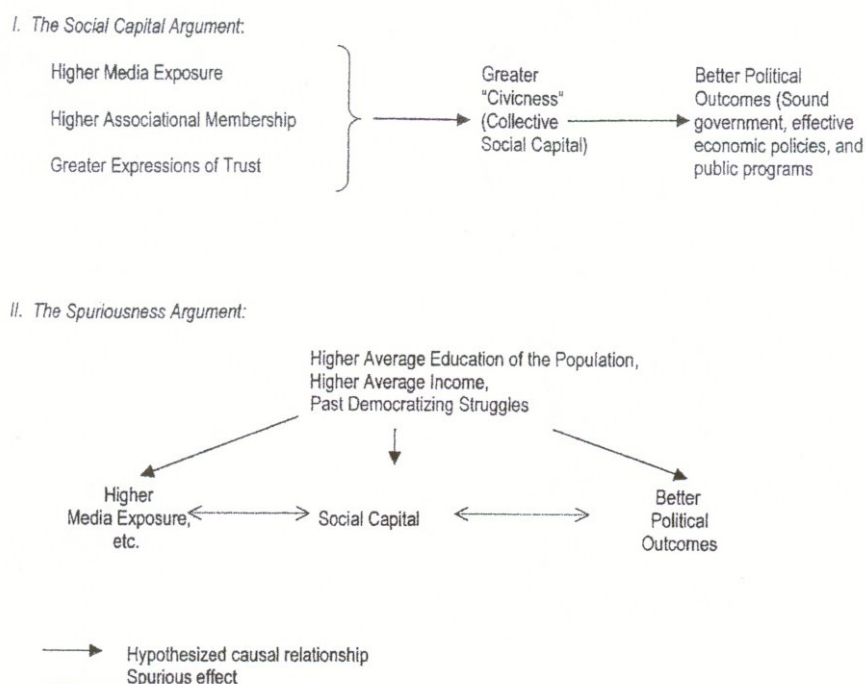 I. The Social Capital Argument:
Higher Media Exposure
Higher Associational Membership
Greater Expressions of Trust
Greater
"Civicness"
(Collective
Social Capital)
Better Political
Outcomes (Sound
government, effective
economic policies, and
public programs
II. The Spuriousness Argument:
Higher Average Education of the Population,
Higher Average Income,
Past Democratizing Struggles
Higher
Media Exposure,
etc.
Social Capital
Better
Political
Outcomes
Hypothesized causal relationship
Spurious effect